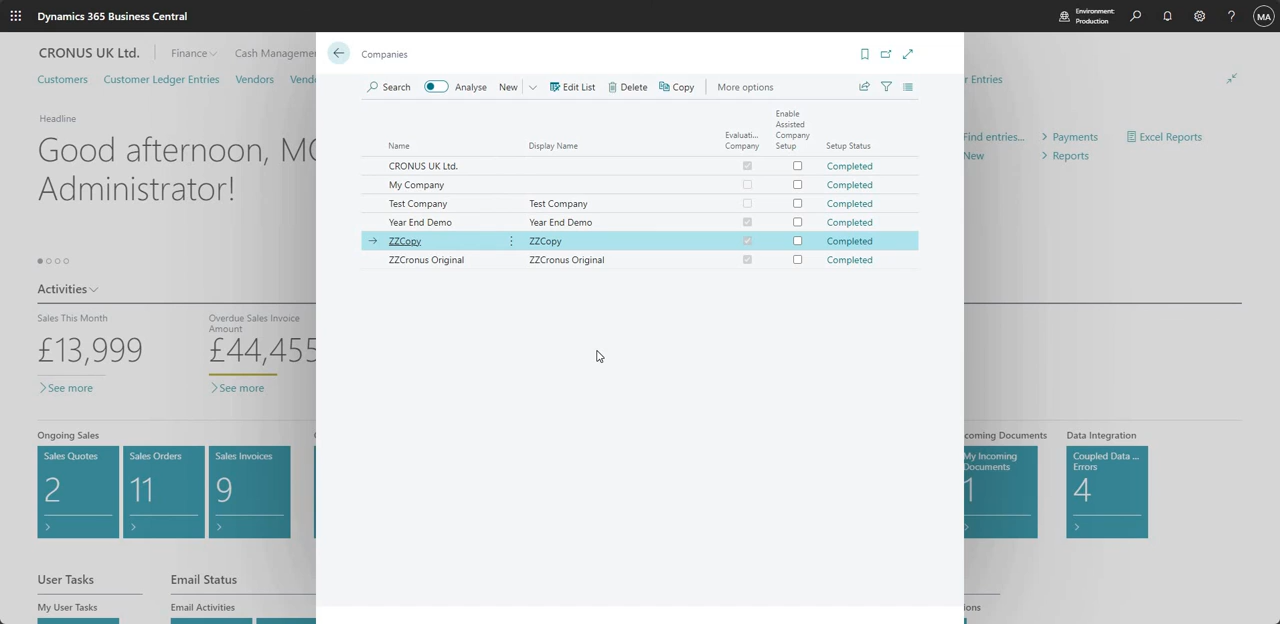 Dynamics 365 Business Central
Environment:
Production
MA
CRONUS UK Ltd.
Finance
Cash
Customers
Customer Ledger Entries
Vendors
Entries
Companies
Search
Analyse
New
Edit List
Delete
Copy
More options
Headline
Good afternoon,
Administrator!
Find entries...
Payments
Excel Reports
New
Reports
Name
Display Name
Evaluati...
Company
Enable
Assisted
Company
Setup
Setup Status
CRONUS UK Ltd.
Completed
My Company
Completed
Test Company
Test Company
Completed
Year End Demo
Year End Demo
Completed
ZZCopy
ZZCopy
Completed
ZZCronus Original
ZZCronus Original
Completed
Activities
Sales This Month
£13,999
See more
Overdue Sales Invoice
Amount
£44,455
See more
Ongoing Sales
Sales Quotes
2
Sales Orders
11
Sales Invoices
9
Documents
My Incoming
Documents
1
Data Integration
Coupled Data ...
Errors
4
User Tasks
My User Tasks
Email Status
Email Activities